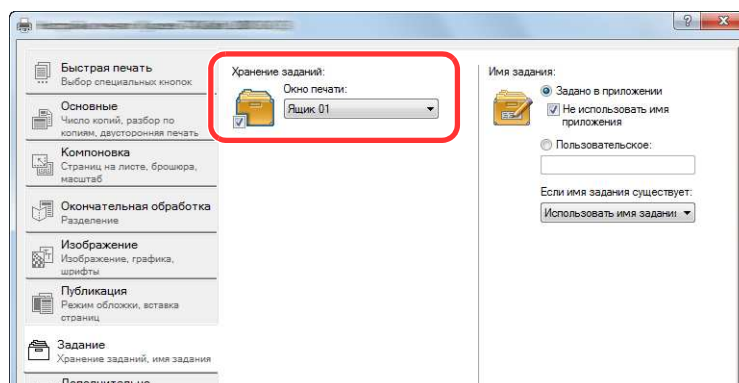 Быстрая печать
Выбор специальных кнопок
Основные
Число копий, разбор по
копиям, двусторонняя печать
Компоновка
Страниц на листе, брошюра,
масштаб
Окончательная обработка
Разделение
Изображение
Изображение, графика,
шрифты
Публикация
Режим обложки, вставка
страниц
Задание
Хранение заданий, имя задания
Дополнительно
Хранение заданий:
Окно печати:
Ящик 01
Имя задания:
Задано в приложении
Не использовать имя
приложения
Пользовательское:
Если имя задания существует:
Использовать имя задани